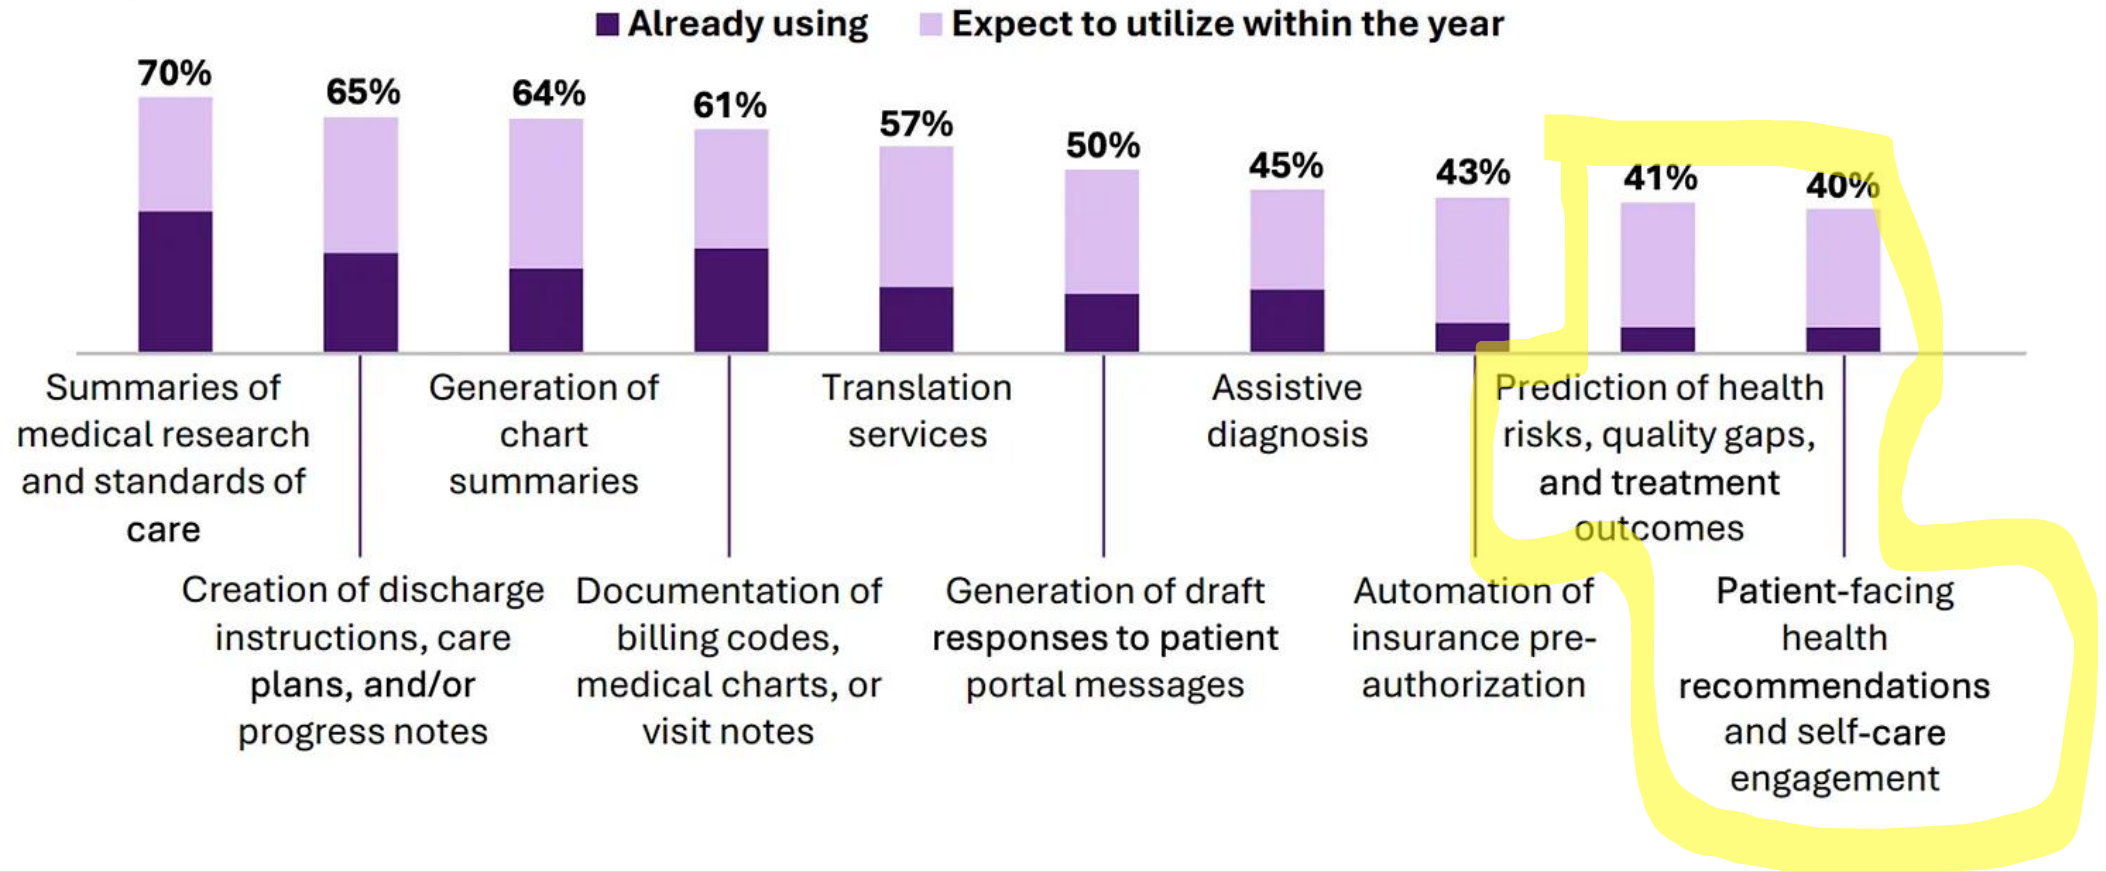 Already using
Expect to utilize within the year
70%
65%
64%
61%
57%
50%
45%
43%
41%
40%
Summaries of
medical research
and standards of
care
Creation of discharge
instructions, care
plans, and/or
progress notes
Generation of
chart
summaries
Documentation of
billing codes,
medical charts, or
visit notes
Translation
services
Generation of draft
responses to patient
portal messages
Assistive
diagnosis
Automation of
insurance pre-
authorization
Prediction of health
risks, quality gaps,
and treatment
outcomes
Patient-facing
health
recommendations
and self-care
engagement